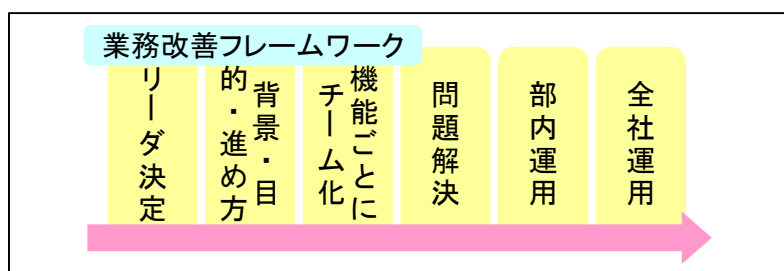 業務改善フレームワーク
リーダ決定
背景・目
的・進め方
機能ごとに
チーム化
問題解決
部内運用
全社運用